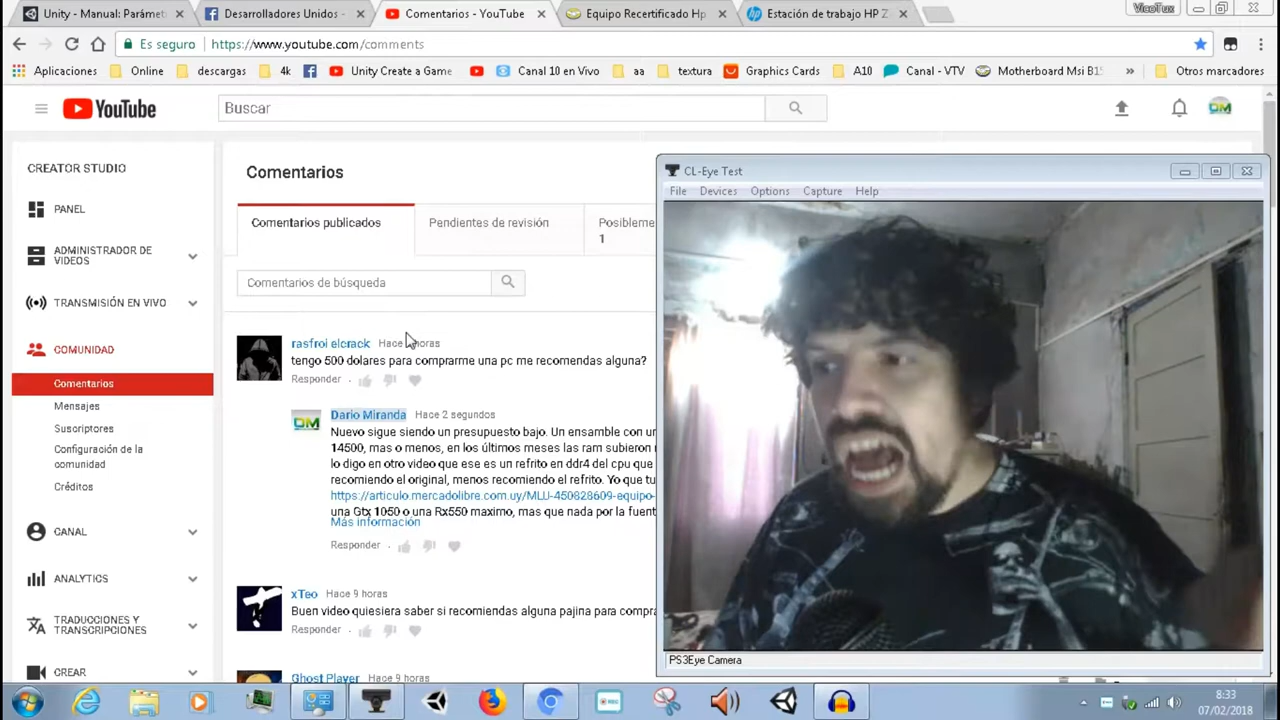 Unity - Manual: Parámet
Desarrolladores Unidos -
Comentarios - YouTube
Equipo Recertificado Hp
Estación de trabajo HP Z
VicoTux
Es seguro
https://www.youtube.com/comments
Aplicaciones
Online
descargas
4k
Unity Create a Game
Canal 10 en Vivo
aa
textura
Graphics Cards
A10
Canal - VTV
Motherboard Msi B1
»
Otros marcadores
YouTube
Buscar
DM
CREATOR STUDIO
PANEL
ADMINISTRADOR DE
VIDEOS
TRANSMISIÓN EN VIVO
COMUNIDAD
Comentarios
Mensajes
Suscriptores
Configuración de la
comunidad
Créditos
CANAL
ANALYTICS
TRADUCCIONES Y
TRANSCRIPCIONES
CREAR
Comentarios
Comentarios publicados
Pendientes de revisión
Posibleme
1
Comentarios de búsqueda
rasfroi elcrack Hace horas
tengo 500 dolares para comprarme una pc me recomendas alguna?
Responder
DM
Dario Miranda Hace 2 segundos
Nuevo sigue siendo un presupuesto bajo. Un ensamble con un
14500, mas o menos, en los últimos meses las ram subieron
lo digo en otro video que ese es un refrito en ddr4 del cpu que
recomiendo el original, menos recomiendo el refrito. Yo que tu
https://articulo.mercadolibre.com.uy/MLU-450828609-equipo-
una Gtx 1050 o una Rx550 maximo, mas que nada por la fuent
Más información
Responder
xTeo Hace 9 horas
Buen video quiesiera saber si recomiendas alguna pajina para compra
Responder
Ghost Player Hace 9 horas
CL-Eye Test
File Devices Options Capture Help
PS3Eye Camera
8:33
07/02/2018